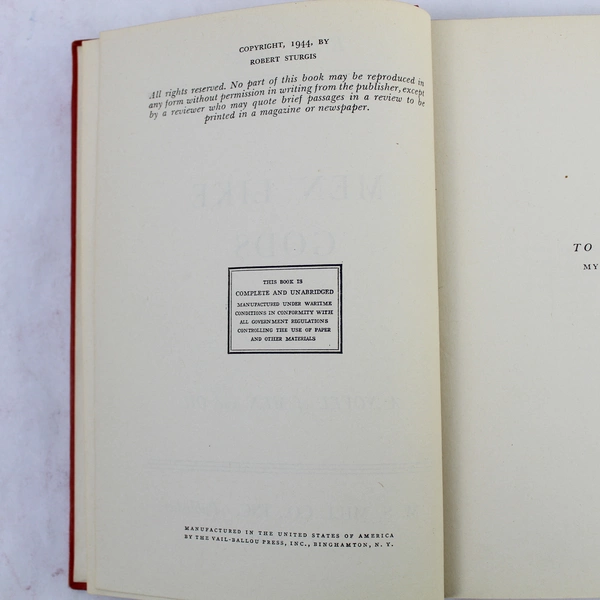 COPYRIGHT, 1944, BY
ROBERT STURGIS
All rights reserved. No part of this book may be reproduced in
any form without permission in writing from the publisher, except
by a reviewer who may quote brief passages in a review to be
printed in a magazine or newspaper.
THIS BOOK IS
COMPLETE AND UNABRIDGED
MANUFACTURED UNDER WARTIME
CONDITIONS IN CONFORMITY WITH
ALL GOVERNMENT REGULATIONS
CONTROLLING THE USE OF PAPER
AND OTHER MATERIALS
MANUFACTURED IN THE UNITED STATES OF AMERICA
BY THE VAIL-BALLOU PRESS, INC., BINGHAMTON, N. Y.
TO
MY